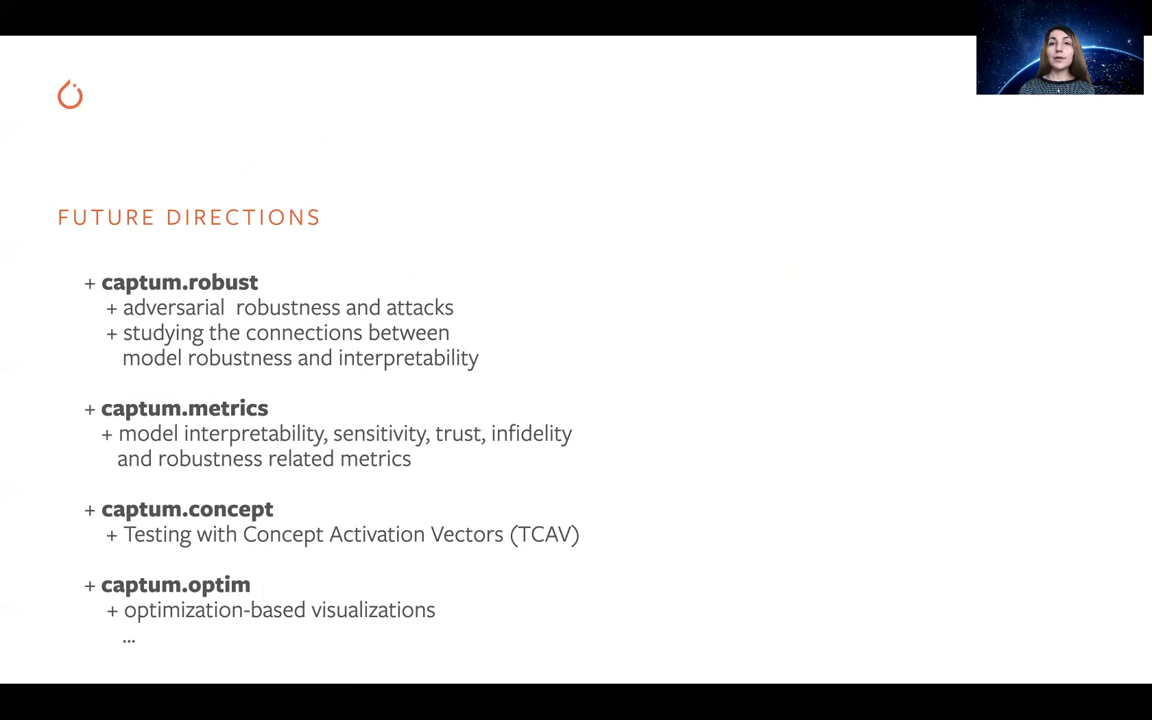 FUTURE DIRECTIONS
+ captum.robust
+ adversarial robustness and attacks
+ studying the connections between
model robustness and interpretability
+ captum.metrics
+ model interpretability, sensitivity, trust, infidelity
and robustness related metrics
+ captum.concept
+ Testing with Concept Activation Vectors (TCAV)
+ captum.optim
+ optimization-based visualizations
...